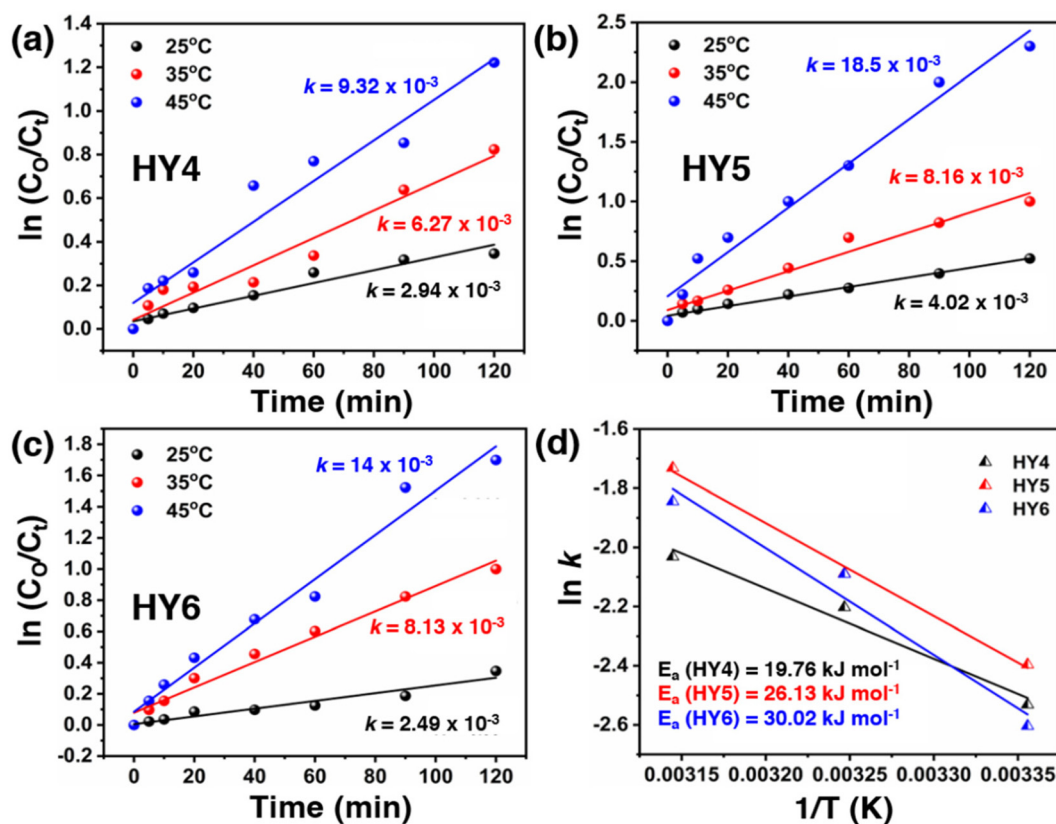 (a)
25°C
35°C
45°C
k = 9.32 x 10⁻³
HY4
k = 6.27 x 10⁻³
k = 2.94 x 10⁻³
ln (C_O/C_t)
1.4
1.2
1.0
0.8
0.6
0.4
0.2
0.0
0 20 40 60 80 100 120
Time (min)
(b)
25°C
35°C
45°C
k = 18.5 x 10⁻³
HY5
k = 8.16 x 10⁻³
k = 4.02 x 10⁻³
ln (C_O/C_t)
2.5
2.0
1.5
1.0
0.5
0.0
0 20 40 60 80 100 120
Time (min)
(c)
25°C
35°C
45°C
k = 14 x 10⁻³
HY6
k = 8.13 x 10⁻³
k = 2.49 x 10⁻³
ln (C_O/C_t)
1.8
1.6
1.4
1.2
1.0
0.8
0.6
0.4
0.2
0.0
-0.2
0 20 40 60 80 100 120
Time (min)
(d)
HY4
HY5
HY6
ln k
-1.6
-1.8
-2.0
-2.2
-2.4
-2.6
E_a (HY4) = 19.76 kJ mol⁻¹
E_a (HY5) = 26.13 kJ mol⁻¹
E_a (HY6) = 30.02 kJ mol⁻¹
0.00315 0.00320 0.00325 0.00330 0.00335
1/T (K)